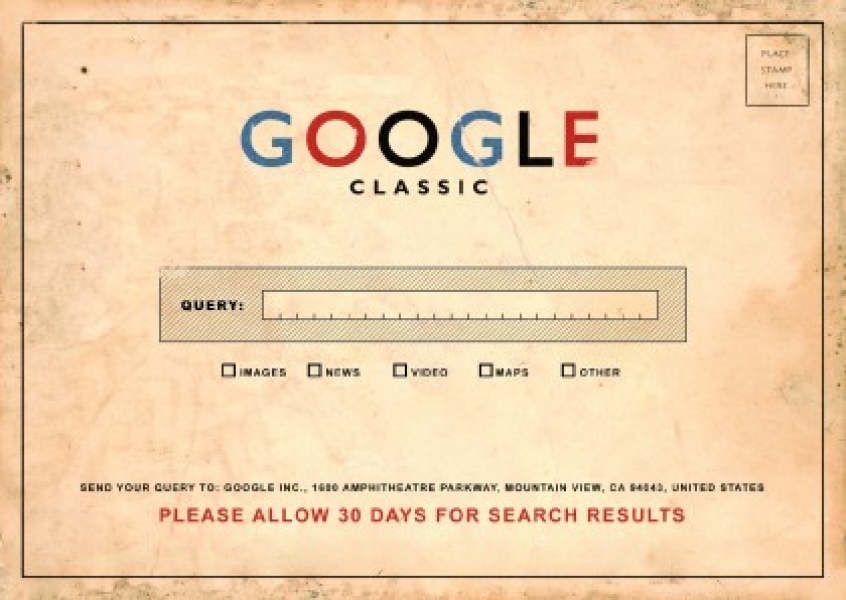 PLACE
STAMP
HERE
GOOGLE
CLASSIC
QUERY:
IMAGES NEWS VIDEO MAPS OTHER
SEND YOUR QUERY TO: GOOGLE INC., 1600 AMPHITHEATRE PARKWAY, MOUNTAIN VIEW, CA 94043, UNITED STATES
PLEASE ALLOW 30 DAYS FOR SEARCH RESULTS